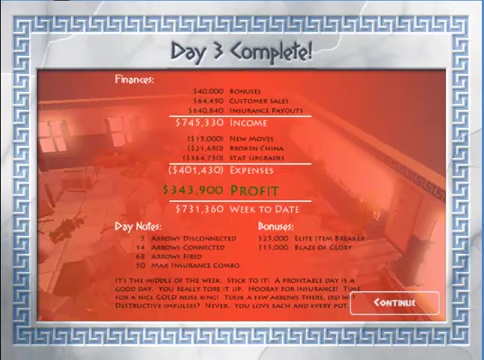 Day 3 Complete!
Finances:
$40,000 Bonuses
$64,490 Customer Sales
$640,840 Insurance Payouts
$745,330 Income
($15,000) New Moves
($21,680) Broken China
($364,750) Stat Upgrades
($401,430) Expenses
$343,900 Profit
$731,360 Week to Date
Day Notes:
Bonuses:
3 Arrows Disconnected
$25,000 Elite Item Breaker
14 Arrows Connected
$15,000 Blaze of Glory
68 Arrows Fired
50 Max Insurance Combo
It's the middle of the week. Stick to it! A profitable day is a
good day. You really tore it up. Hooray for insurance! Time
for a nice GOLD nose ring! Took a few arrows there, did we?
Destructive impulses? Never. You love each and every pot.
Continue